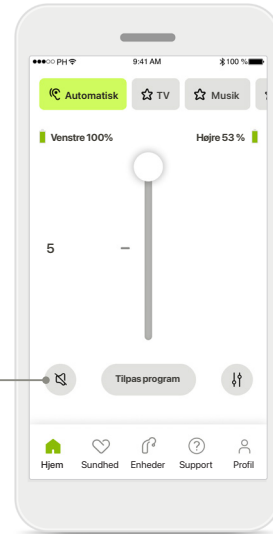 PH 9:41 AM 100 %
Automatisk TV Musik
Venstre 100% Højre 53 %
5
Tilpas program
Hjem Sundhed Enheder Support Profil